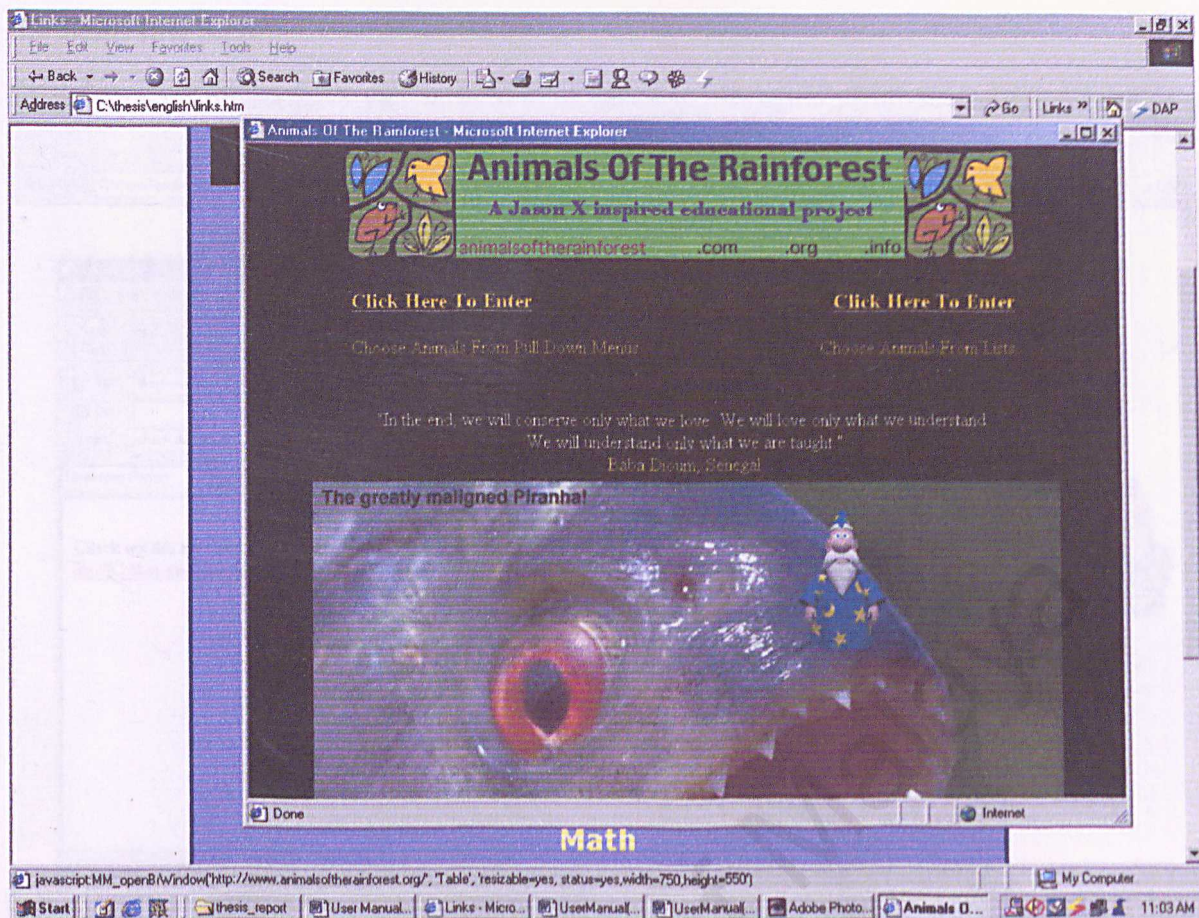 Links - Microsoft Internet Explorer
File Edit View Favorites Tools Help
Back Search Favorites History
Address C:\thesis\english\links.htm Go Links » DAP
Animals Of The Rainforest - Microsoft Internet Explorer
Animals Of The Rainforest
A Jason X inspired educational project
animalsoftherainforest .com .org .info
Click Here To Enter Click Here To Enter
Choose Animals From Pull Down Menus Choose Animals From Lists
"In the end, we will conserve only what we love. We will love only what we understand.
We will understand only what we are taught."
Baba Dioum, Senegal
The greatly maligned Piranha!
Done Internet
Math
javascript:MM_openBrWindow('http://www.animalsoftherainforest.org/', 'Table', 'resizable=yes, status=yes,width=750,height=550') My Computer
Start thesis_report User Manual... Links - Micro... UserManual(... UserManual(... Adobe Photo... Animals O... 11:03 AM